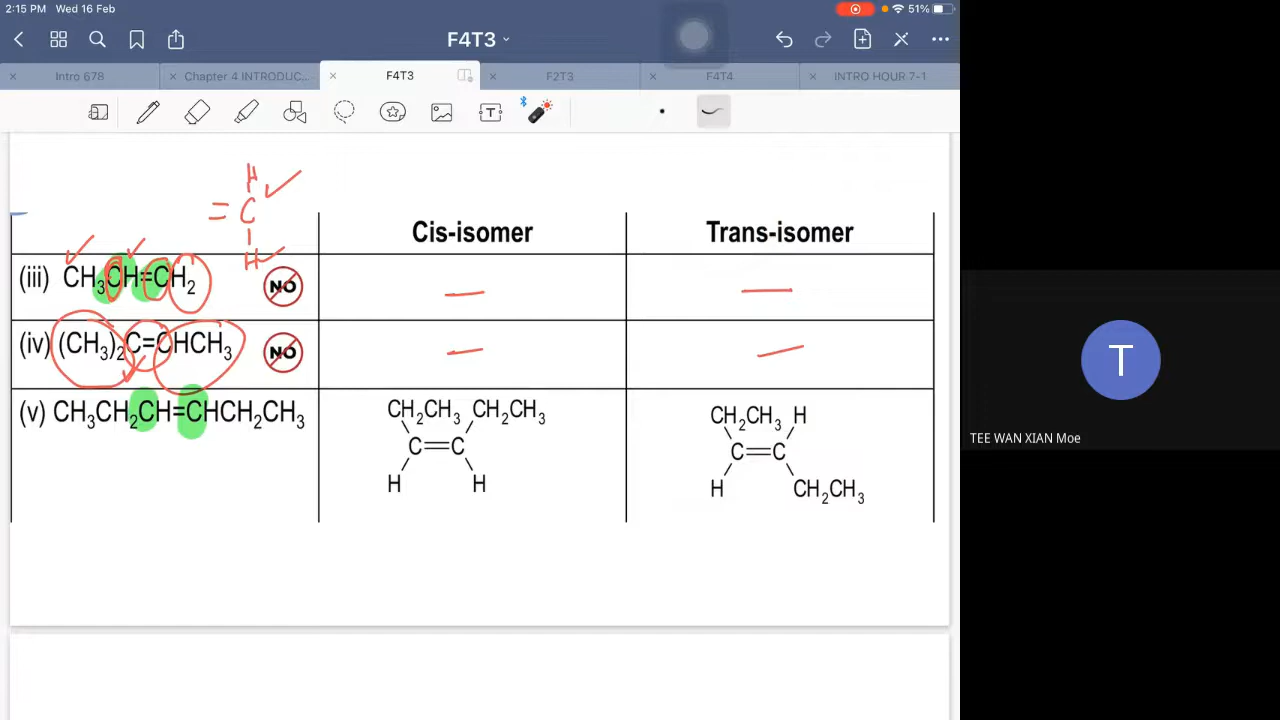 2:15 PM Wed 16 Feb
51%
F4T3
Intro 678
Chapter 4 INTRODUC...
F4T3
F2T3
F4T4
INTRO HOUR 7-1
T
H
= C
H
Cis-isomer
Trans-isomer
(iii) CH₃CH=CH₂
NO
(iv) (CH₃)₂C=CHCH₃
NO
(v) CH₃CH₂CH=CHCH₂CH₃
CH₂CH₃ CH₂CH₃
C=C
H H
CH₂CH₃ H
C=C
H CH₂CH₃
T
TEE WAN XIAN Moe